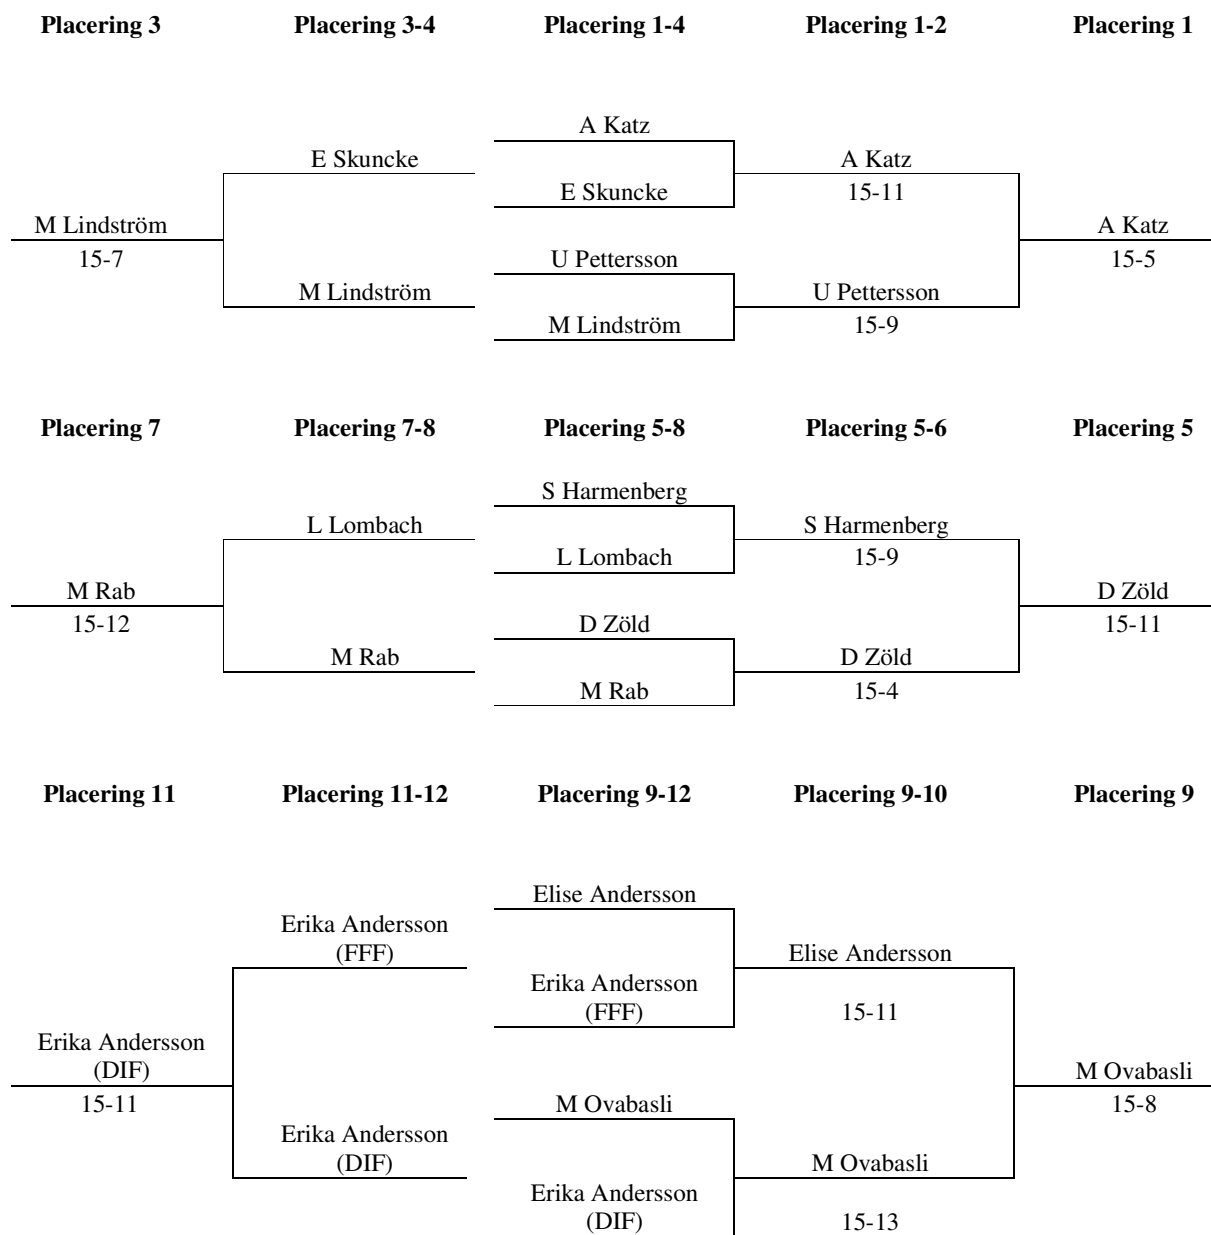 Placering 3 Placering 3-4 Placering 1-4 Placering 1-2 Placering 1
A Katz
E Skuncke A Katz
E Skuncke 15-11
M Lindström A Katz
15-7 U Pettersson 15-5
M Lindström U Pettersson
M Lindström 15-9
Placering 7 Placering 7-8 Placering 5-8 Placering 5-6 Placering 5
S Harmenberg
L Lombach S Harmenberg
L Lombach 15-9
M Rab D Zöld
15-12 D Zöld 15-11
M Rab D Zöld
M Rab 15-4
Placering 11 Placering 11-12 Placering 9-12 Placering 9-10 Placering 9
Elise Andersson
Erika Andersson
(FFF) Elise Andersson
Erika Andersson
(FFF) 15-11
Erika Andersson
(DIF) M Ovabasli
15-11 M Ovabasli 15-8
Erika Andersson
(DIF) M Ovabasli
Erika Andersson
(DIF) 15-13